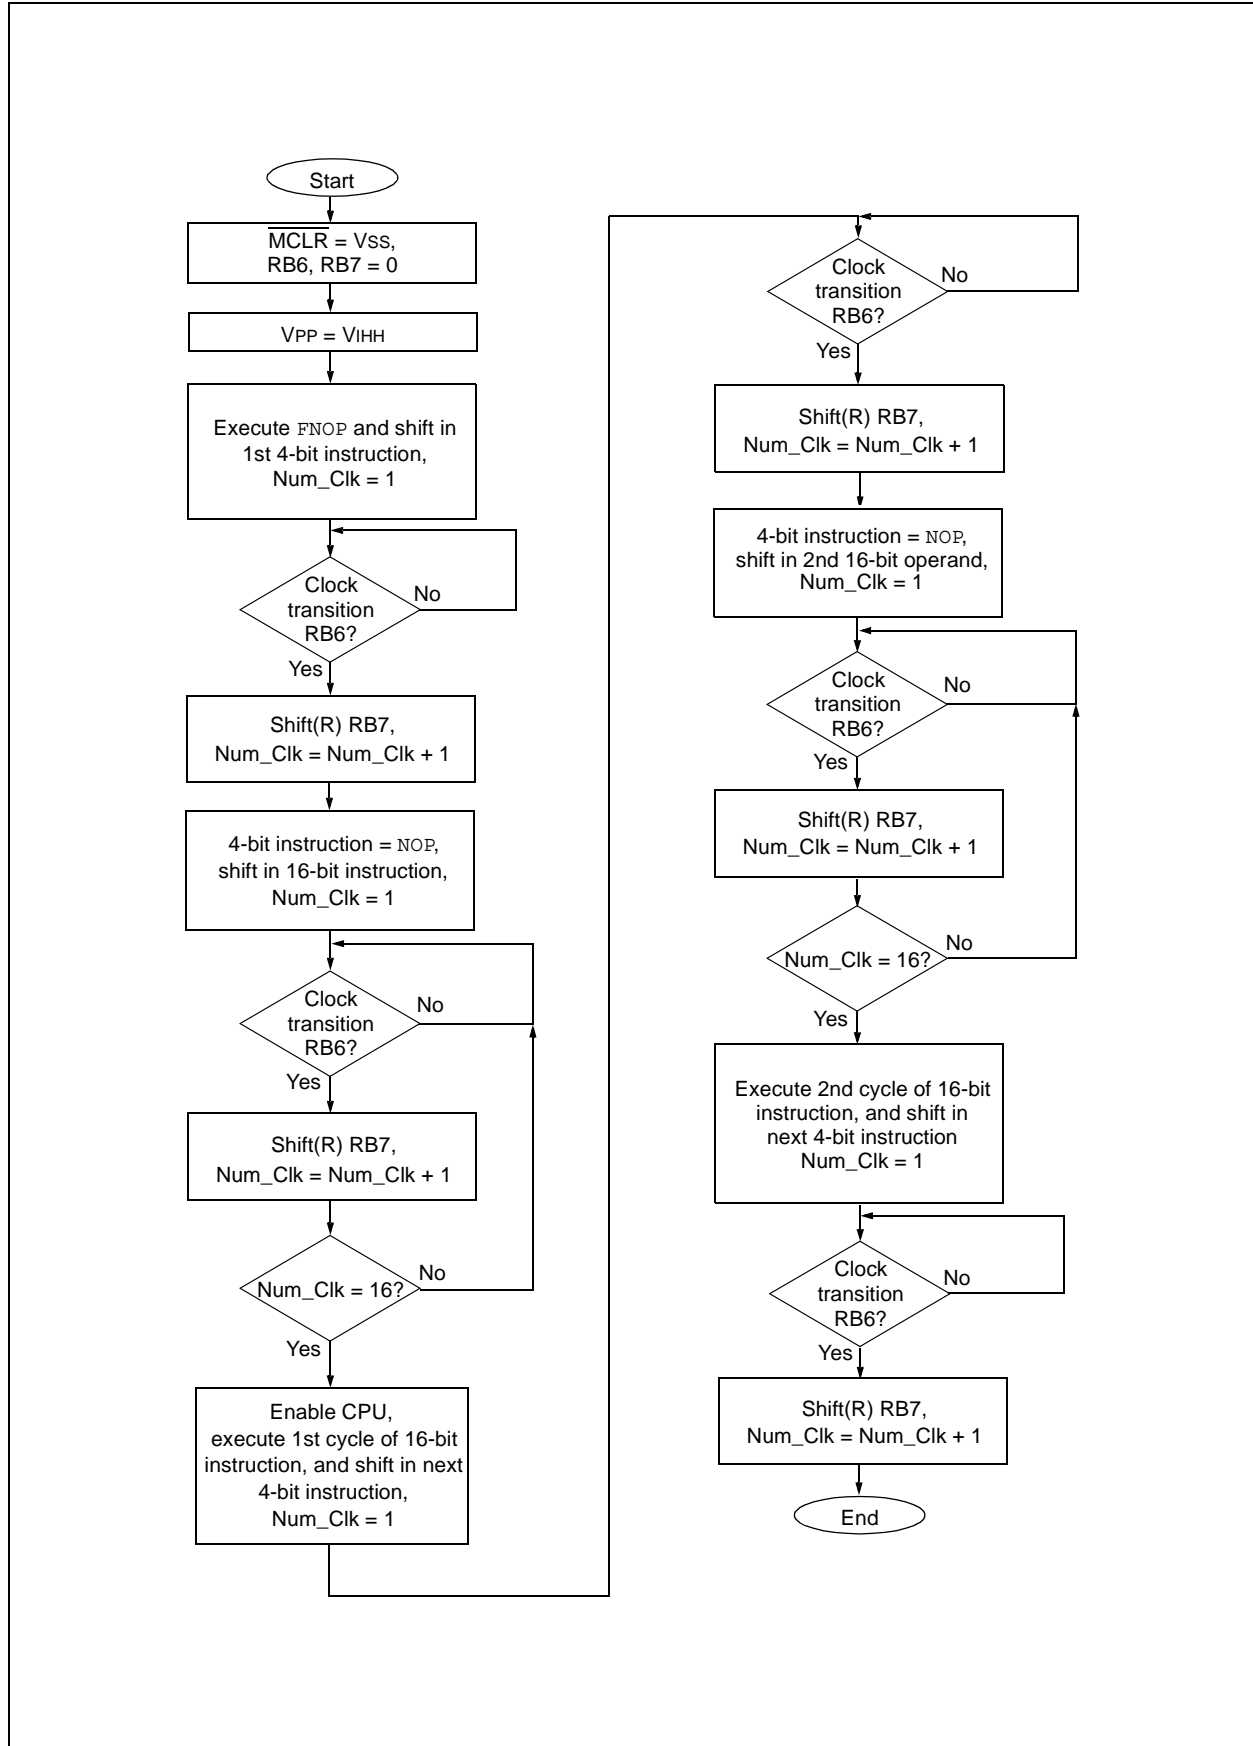 Start
MCLR = VSS,
RB6, RB7 = 0
VPP = VIHH
Execute FNOP and shift in
1st 4-bit instruction,
Num_Clk = 1
Clock
transition
RB6?
No
Yes
Shift(R) RB7,
Num_Clk = Num_Clk + 1
4-bit instruction = NOP,
shift in 16-bit instruction,
Num_Clk = 1
Clock
transition
RB6?
No
Yes
Shift(R) RB7,
Num_Clk = Num_Clk + 1
Num_Clk = 16?
No
Yes
Enable CPU,
execute 1st cycle of 16-bit
instruction, and shift in next
4-bit instruction,
Num_Clk = 1
Clock
transition
RB6?
No
Yes
Shift(R) RB7,
Num_Clk = Num_Clk + 1
4-bit instruction = NOP,
shift in 2nd 16-bit operand,
Num_Clk = 1
Clock
transition
RB6?
No
Yes
Shift(R) RB7,
Num_Clk = Num_Clk + 1
Num_Clk = 16?
No
Yes
Execute 2nd cycle of 16-bit
instruction, and shift in
next 4-bit instruction
Num_Clk = 1
Clock
transition
RB6?
No
Yes
Shift(R) RB7,
Num_Clk = Num_Clk + 1
End